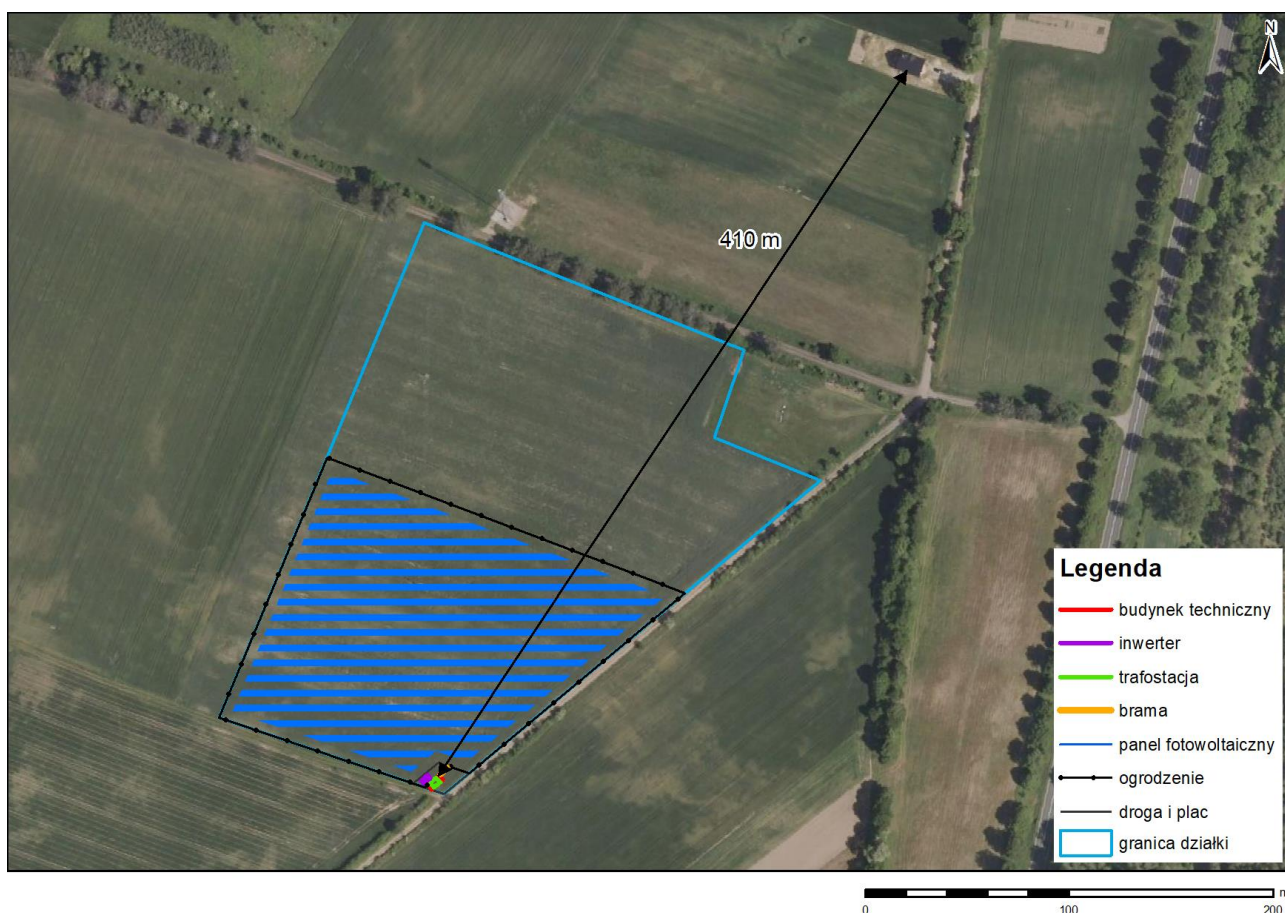 N
410 m
Legenda
budynek techniczny
inwerter
trafostacja
brama
panel fotowoltaiczny
ogrodzenie
droga i plac
granica działki
m
0 100 200